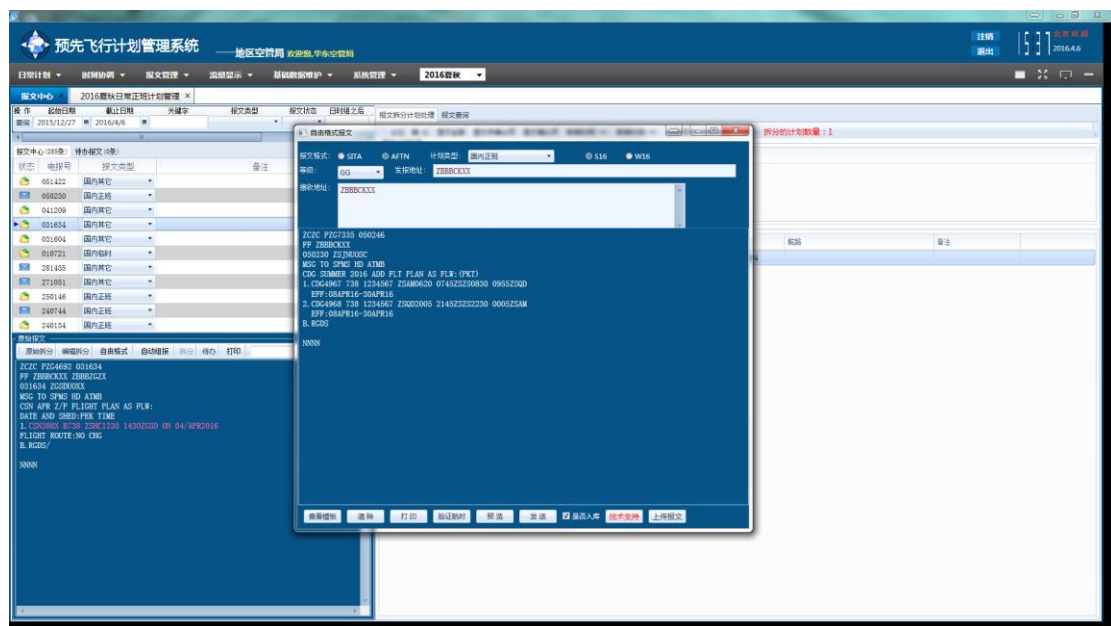 预先飞行计划管理系统 ——地区空管局 欢迎您,华东空管局
注销
退出
北京时间
2016.4.6
日常计划 时刻协调 报文管理 流量显示 基础数据维护 系统管理 2016夏秋
报文中心 × 2016夏秋日常正班计划管理 ×
操作 起始日期 截止日期 关键字 报文类型 报文状态 日时组之后
查询 2015/12/27 2016/4/6
报文拆分计划处理 报文查询
拆分的计划数量：1
待办报文(0条)
状态 电报号 报文类型 备注
051422 国内其它
050230 国内正班
041209 国内其它
031634 国内其它
031604 国内其它
010721 国内临时
281435 国内其它
271051 国内其它
250146 国内正班
240744 国内正班
240134 国内正班
航路 备注
原始报文
原始拆分 编辑拆分 自由格式 自动组报 拆分 待办 打印
ZCZC PZG4692 031634
FF ZBBBCKXX ZBBBZGZX
031634 ZGSDUOXX
MSG TO SPMS HD ATMB
CSN APR Z/P FLIGHT PLAN AS FLW:
DATE AND SHED:PEK TIME
1.CSN388X B738 ZSHC1230 1430ZGSD ON 04/APR2016
FLIGHT ROUTE:NO CHG
B.RGDS/
NNNN
自由格式报文
报文格式: SITA AFTN 计划类型: 国内正班 S16 W16
等级: GG 发报地址: ZBBBCKXX
接收地址: ZBBBCKXX
ZCZC PZG7335 050246
FF ZBBBCKXX
050230 ZSJNUOSC
MSG TO SPMS HD ATMB
CDG SUMMER 2016 ADD FLT PLAN AS FLW:(PKT)
1.CDG4967 738 1234567 ZSAM0620 0745ZSZS0830 0955ZSQD
EFF:08APR16-30APR16
2.CDG4968 738 1234567 ZSQD2005 2145ZSZS2230 0005ZSAM
EFF:08APR16-30APR16
B.RGDS
NNNN
查看模板 清除 打印 验证航时 预览 发送 是否入库 技术支持 上传报文